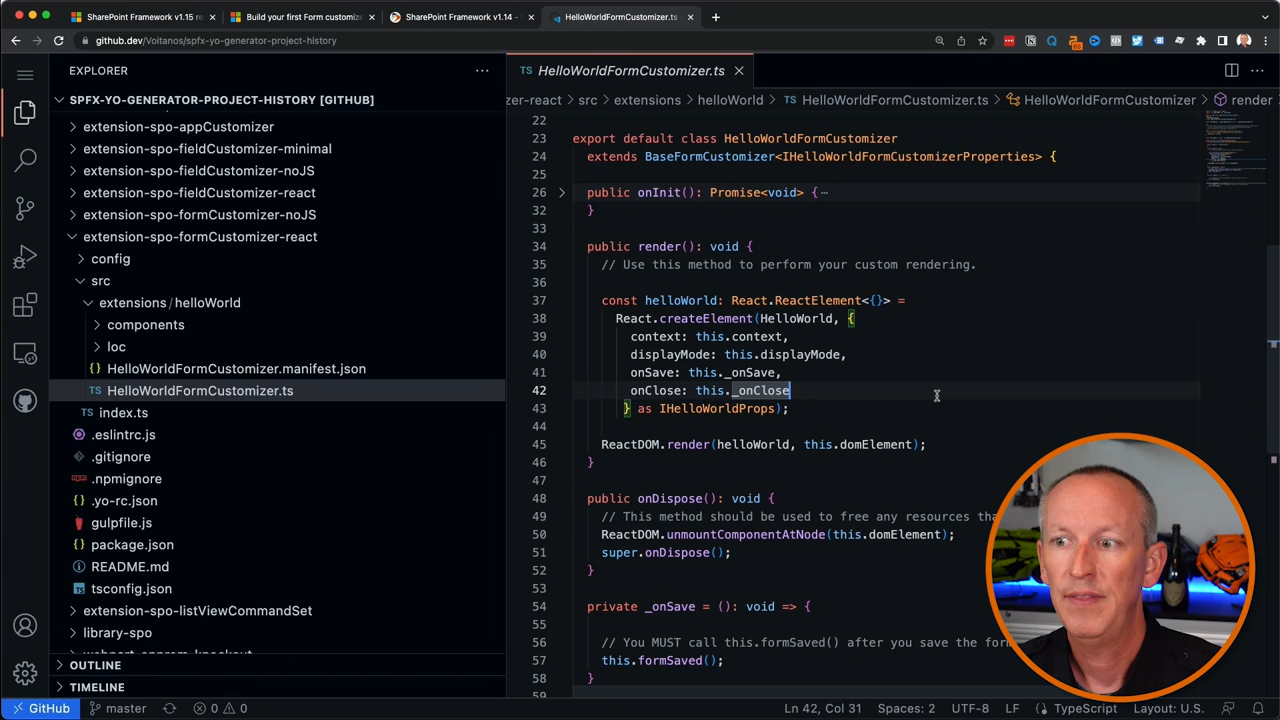 SharePoint Framework v1.15 re
Build your first Form customize
SharePoint Framework v1.14 -
HelloWorldFormCustomizer.ts -
github.dev/Voitanos/spfx-yo-generator-project-history
EXPLORER
HelloWorldFormCustomizer.ts
SPFX-YO-GENERATOR-PROJECT-HISTORY [GITHUB]
extension-spo-appCustomizer
extension-spo-fieldCustomizer-minimal
extension-spo-fieldCustomizer-noJS
extension-spo-fieldCustomizer-react
extension-spo-formCustomizer-noJS
extension-spo-formCustomizer-react
config
src
extensions / helloWorld
components
loc
HelloWorldFormCustomizer.manifest.json
TS HelloWorldFormCustomizer.ts
TS index.ts
.eslintrc.js
.gitignore
.npmignore
.yo-rc.json
gulpfile.js
package.json
README.md
tsconfig.json
extension-spo-listViewCommandSet
library-spo
OUTLINE
TIMELINE
zer-react > src > extensions > helloWorld > TS HelloWorldFormCustomizer.ts > HelloWorldFormCustomizer > render
22
export default class HelloWorldFormCustomizer
24 extends BaseFormCustomizer<IHelloWorldFormCustomizerProperties> {
25
26 public onInit(): Promise<void> {
32 }
33
34 public render(): void {
35 // Use this method to perform your custom rendering.
36
37 const helloWorld: React.ReactElement<{}> =
38 React.createElement(HelloWorld, {
39 context: this.context,
40 displayMode: this.displayMode,
41 onSave: this._onSave,
42 onClose: this._onClose
43 } as IHelloWorldProps);
44
45 ReactDOM.render(helloWorld, this.domElement);
46 }
47
48 public onDispose(): void {
49 // This method should be used to free any resources
50 ReactDOM.unmountComponentAtNode(this.domElement);
51 super.onDispose();
52 }
53
54 private _onSave = (): void => {
55
56 // You MUST call this.formSaved() after you save the
57 this.formSaved();
58 }
59
GitHub
master
0 0
Ln 42, Col 31
Spaces: 2
UTF-8
LF
{} TypeScript
Layout: U.S.